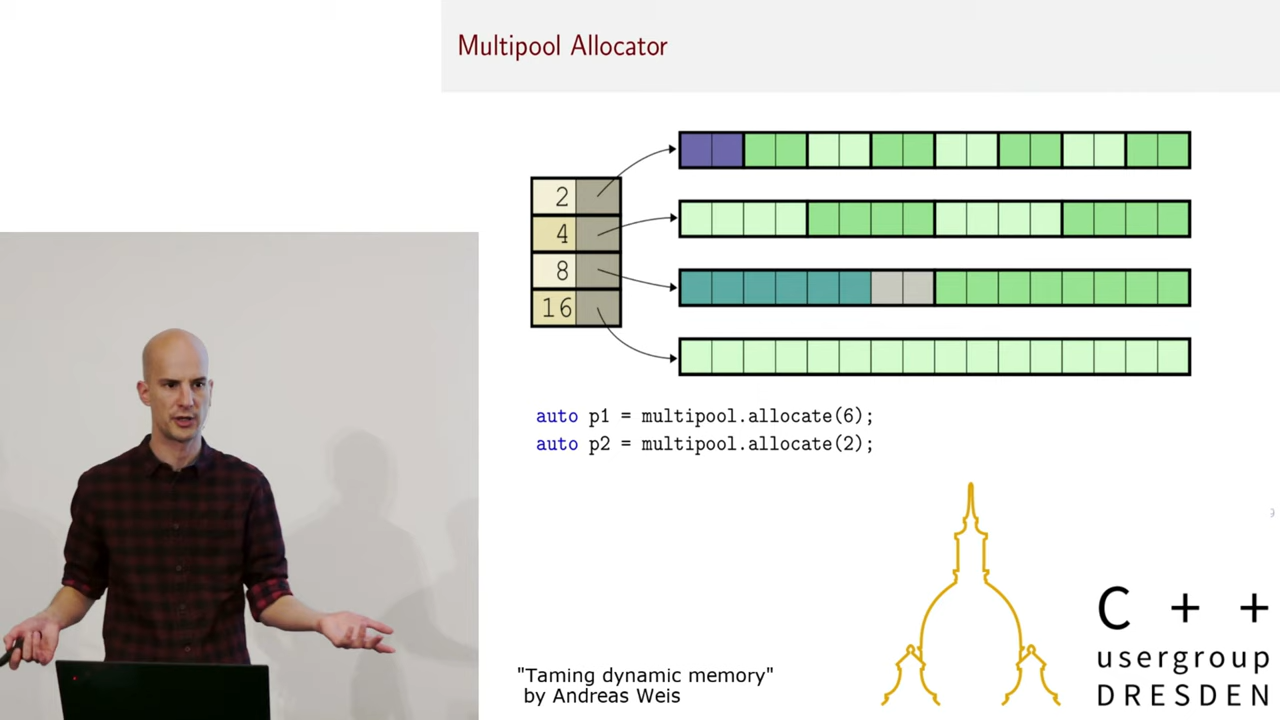 Multipool Allocator
2
4
8
16
auto p1 = multipool.allocate(6);
auto p2 = multipool.allocate(2);
9
"Taming dynamic memory"
by Andreas Weis
C + +
usergroup
DRESDEN